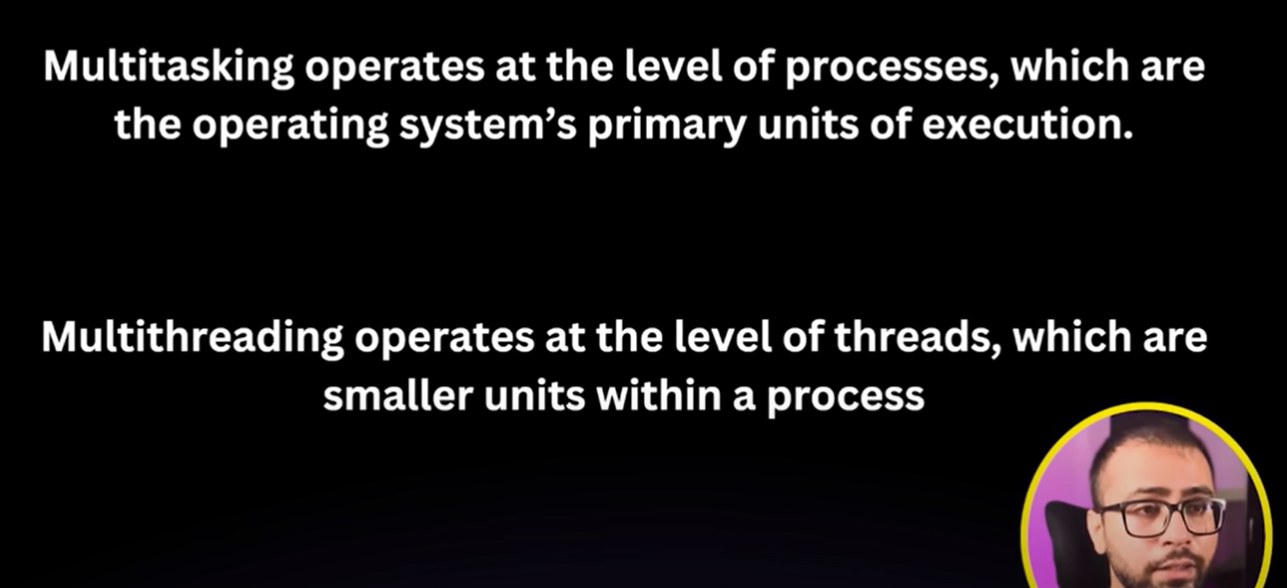 Multitasking operates at the level of processes, which are
the operating system’s primary units of execution.
Multithreading operates at the level of threads, which are
smaller units within a process